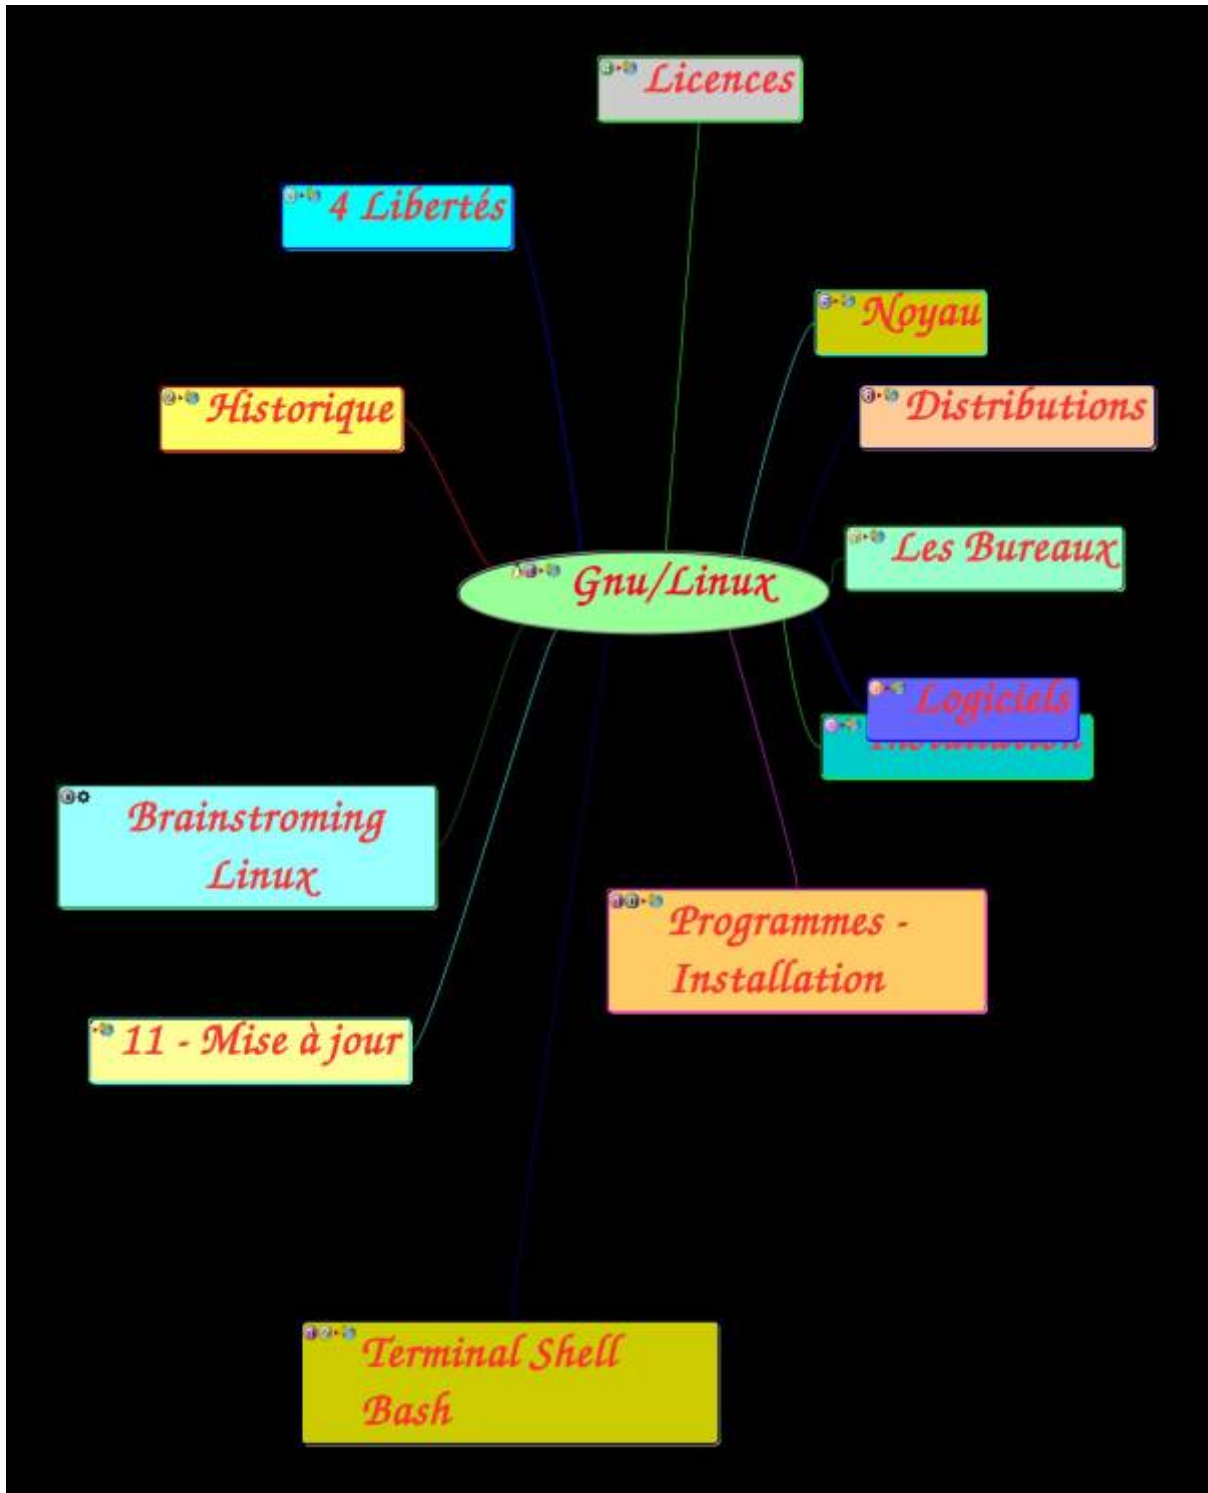 Licences
4 Libertés
Noyau
Historique
Distributions
Les Bureaux
Gnu/Linux
Logiciels
Installation
Brainstroming
Linux
Programmes -
Installation
11 - Mise à jour
Terminal Shell
Bash